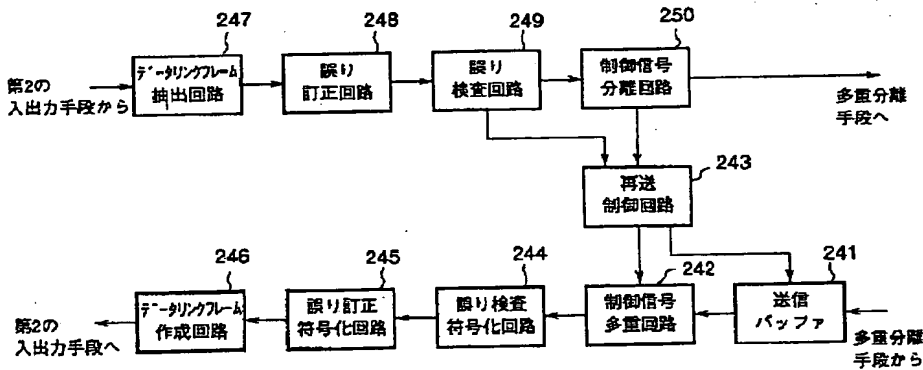 247
248
249
250
第2の
入出力手段から
データリンクフレーム
抽出回路
誤り
訂正回路
誤り
検査回路
制御信号
分離回路
多重分離
手段へ
243
再送
制御回路
246
245
244
242
241
第2の
入出力手段へ
データリンクフレーム
作成回路
誤り訂正
符号化回路
誤り検査
符号化回路
制御信号
多重回路
送信
バッファ
多重分離
手段から